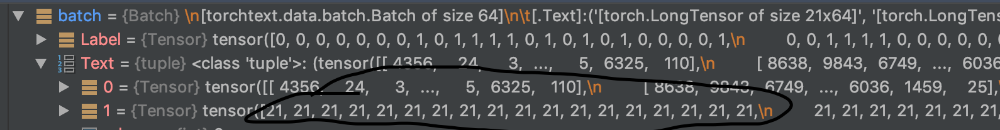 batch = {Batch} \n[torchtext.data.batch.Batch of size 64]\n\t[.Text]:('[torch.LongTensor of size 21x64]', '[torch.LongTens
Label = {Tensor} tensor([0, 0, 0, 0, 0, 0, 0, 1, 0, 1, 1, 1, 1, 0, 1, 0, 1, 0, 1, 0, 0, 0, 0, 1,\n 0, 0, 1, 1, 1, 0, 0, 0, 0, 0
Text = {tuple} <class 'tuple'>: (tensor([[ 4356, 24, 3, ..., 5, 6325, 110],\n [ 8638, 9843, 6749, ..., 6036
0 = {Tensor} tensor([[ 4356, 24, 3, ..., 5, 6325, 110],\n [ 8638, 9843, 6749, ..., 6036, 1459, 25],
1 = {Tensor} tensor([21, 21, 21, 21, 21, 21, 21, 21, 21, 21, 21, 21, 21, 21, 21, 21, 21, 21,\n 21, 21, 21, 21, 21, 21, 21